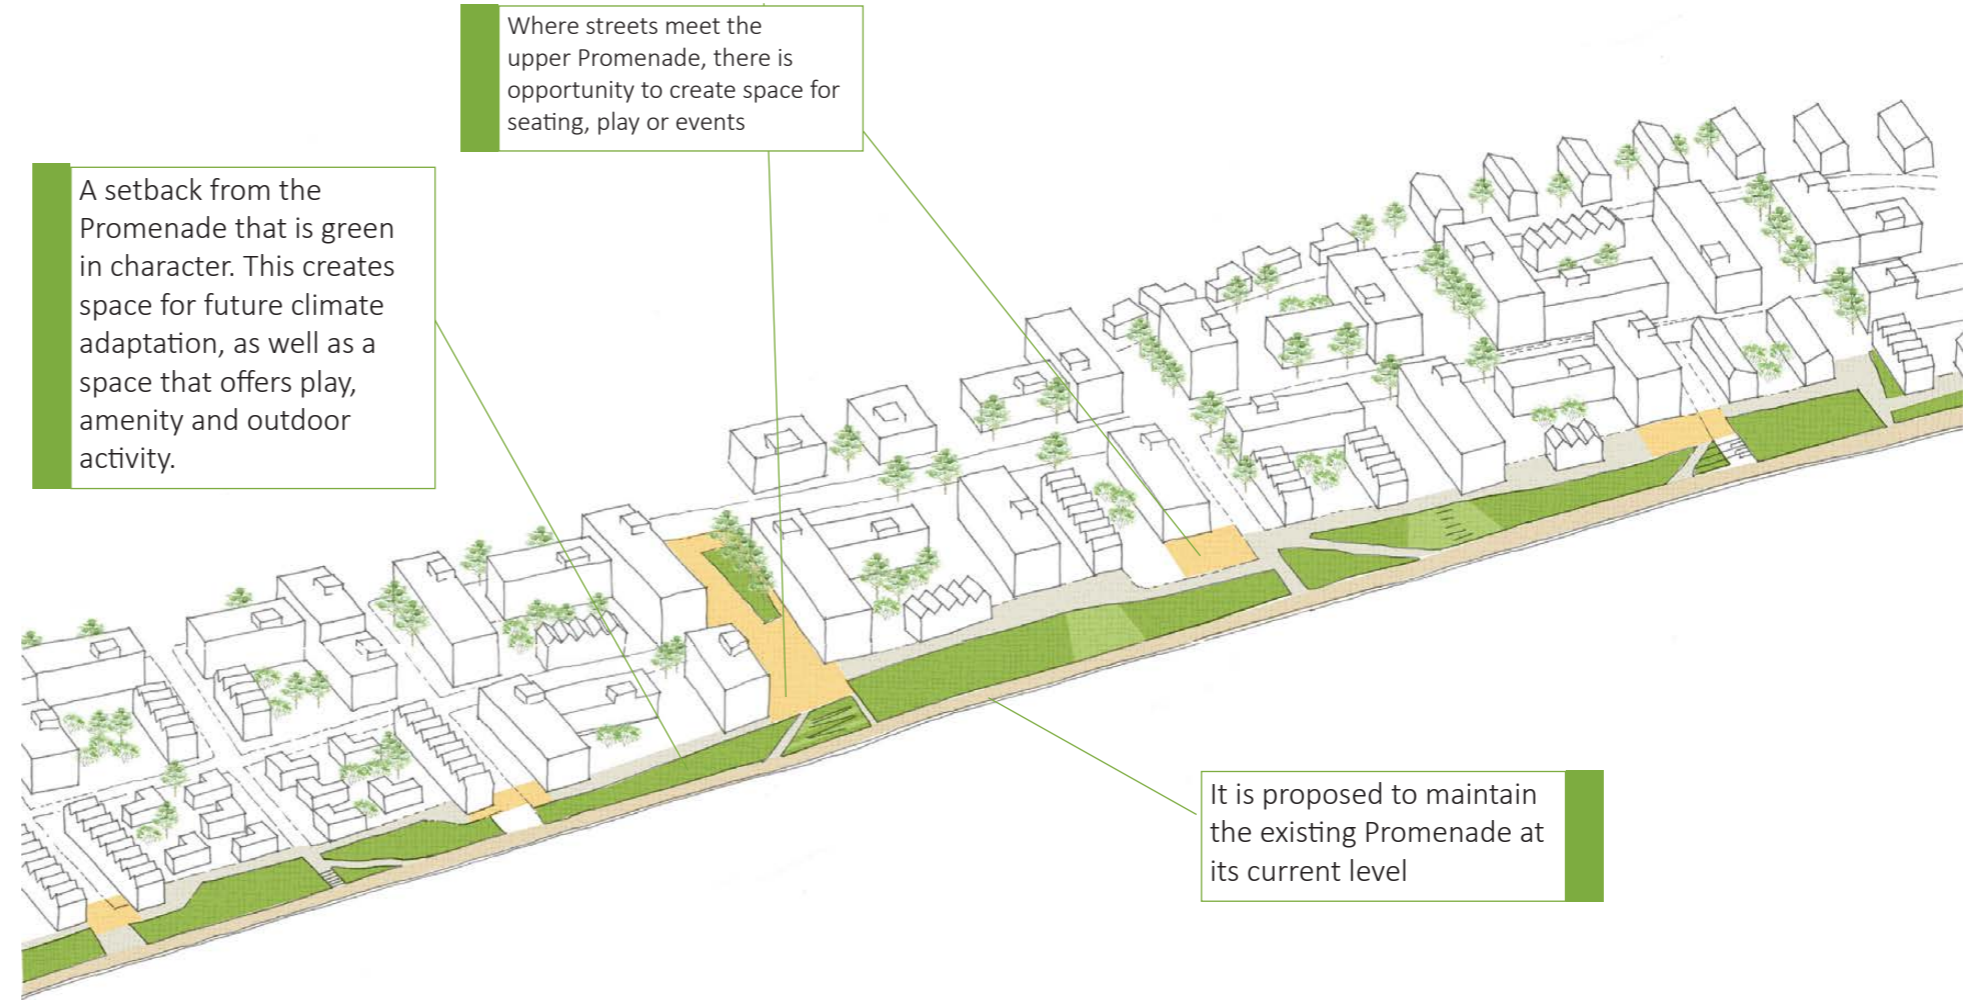 Where streets meet the
upper Promenade, there is
opportunity to create space for
seating, play or events
A setback from the
Promenade that is green
in character. This creates
space for future climate
adaptation, as well as a
space that offers play,
amenity and outdoor
activity.
It is proposed to maintain
the existing Promenade at
its current level